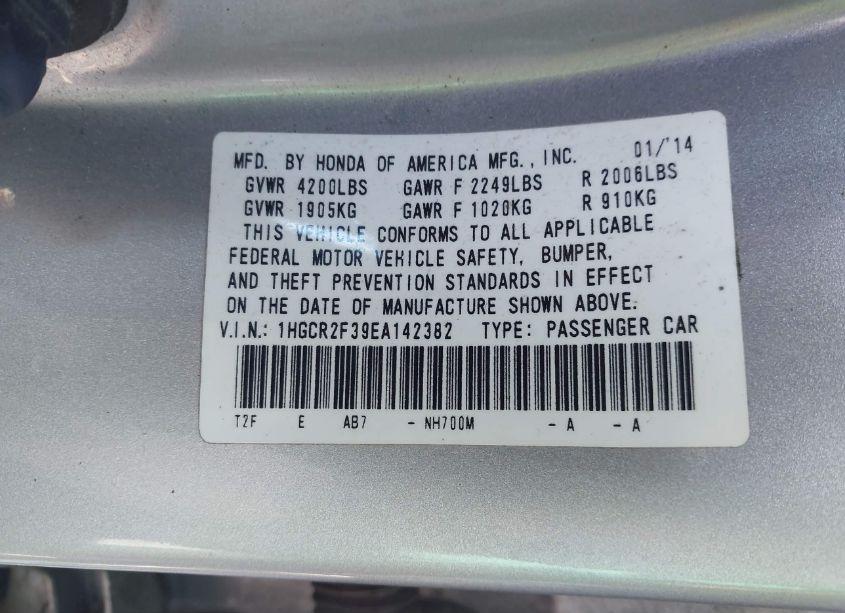 MFD. BY HONDA OF AMERICA MFG., INC. 01/'14
GVWR 4200LBS GAWR F 2249LBS R 2006LBS
GVWR 1905KG GAWR F 1020KG R 910KG
THIS VEHICLE CONFORMS TO ALL APPLICABLE
FEDERAL MOTOR VEHICLE SAFETY, BUMPER,
AND THEFT PREVENTION STANDARDS IN EFFECT
ON THE DATE OF MANUFACTURE SHOWN ABOVE.
V.I.N.: 1HGCR2F39EA142382 TYPE: PASSENGER CAR
T2F E AB7 - NH700M - A - A